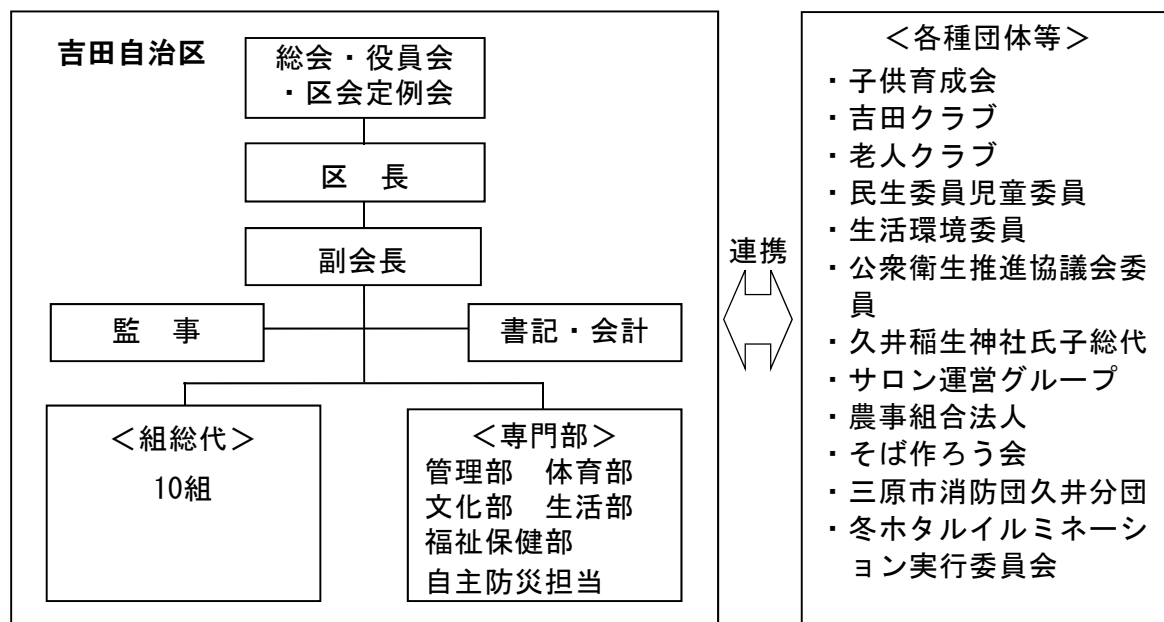 吉田自治区
総会・役員会
・区会定例会
区　長
副会長
監　事
書記・会計
＜組総代＞
10組
＜専門部＞
管理部　体育部
文化部　生活部
福祉保健部
自主防災担当
連携
＜各種団体等＞
・子供育成会
・吉田クラブ
・老人クラブ
・民生委員児童委員
・生活環境委員
・公衆衛生推進協議会委
員
・久井稲生神社氏子総代
・サロン運営グループ
・農事組合法人
・そば作ろう会
・三原市消防団久井分団
・冬ホタルイルミネーシ
ョン実行委員会